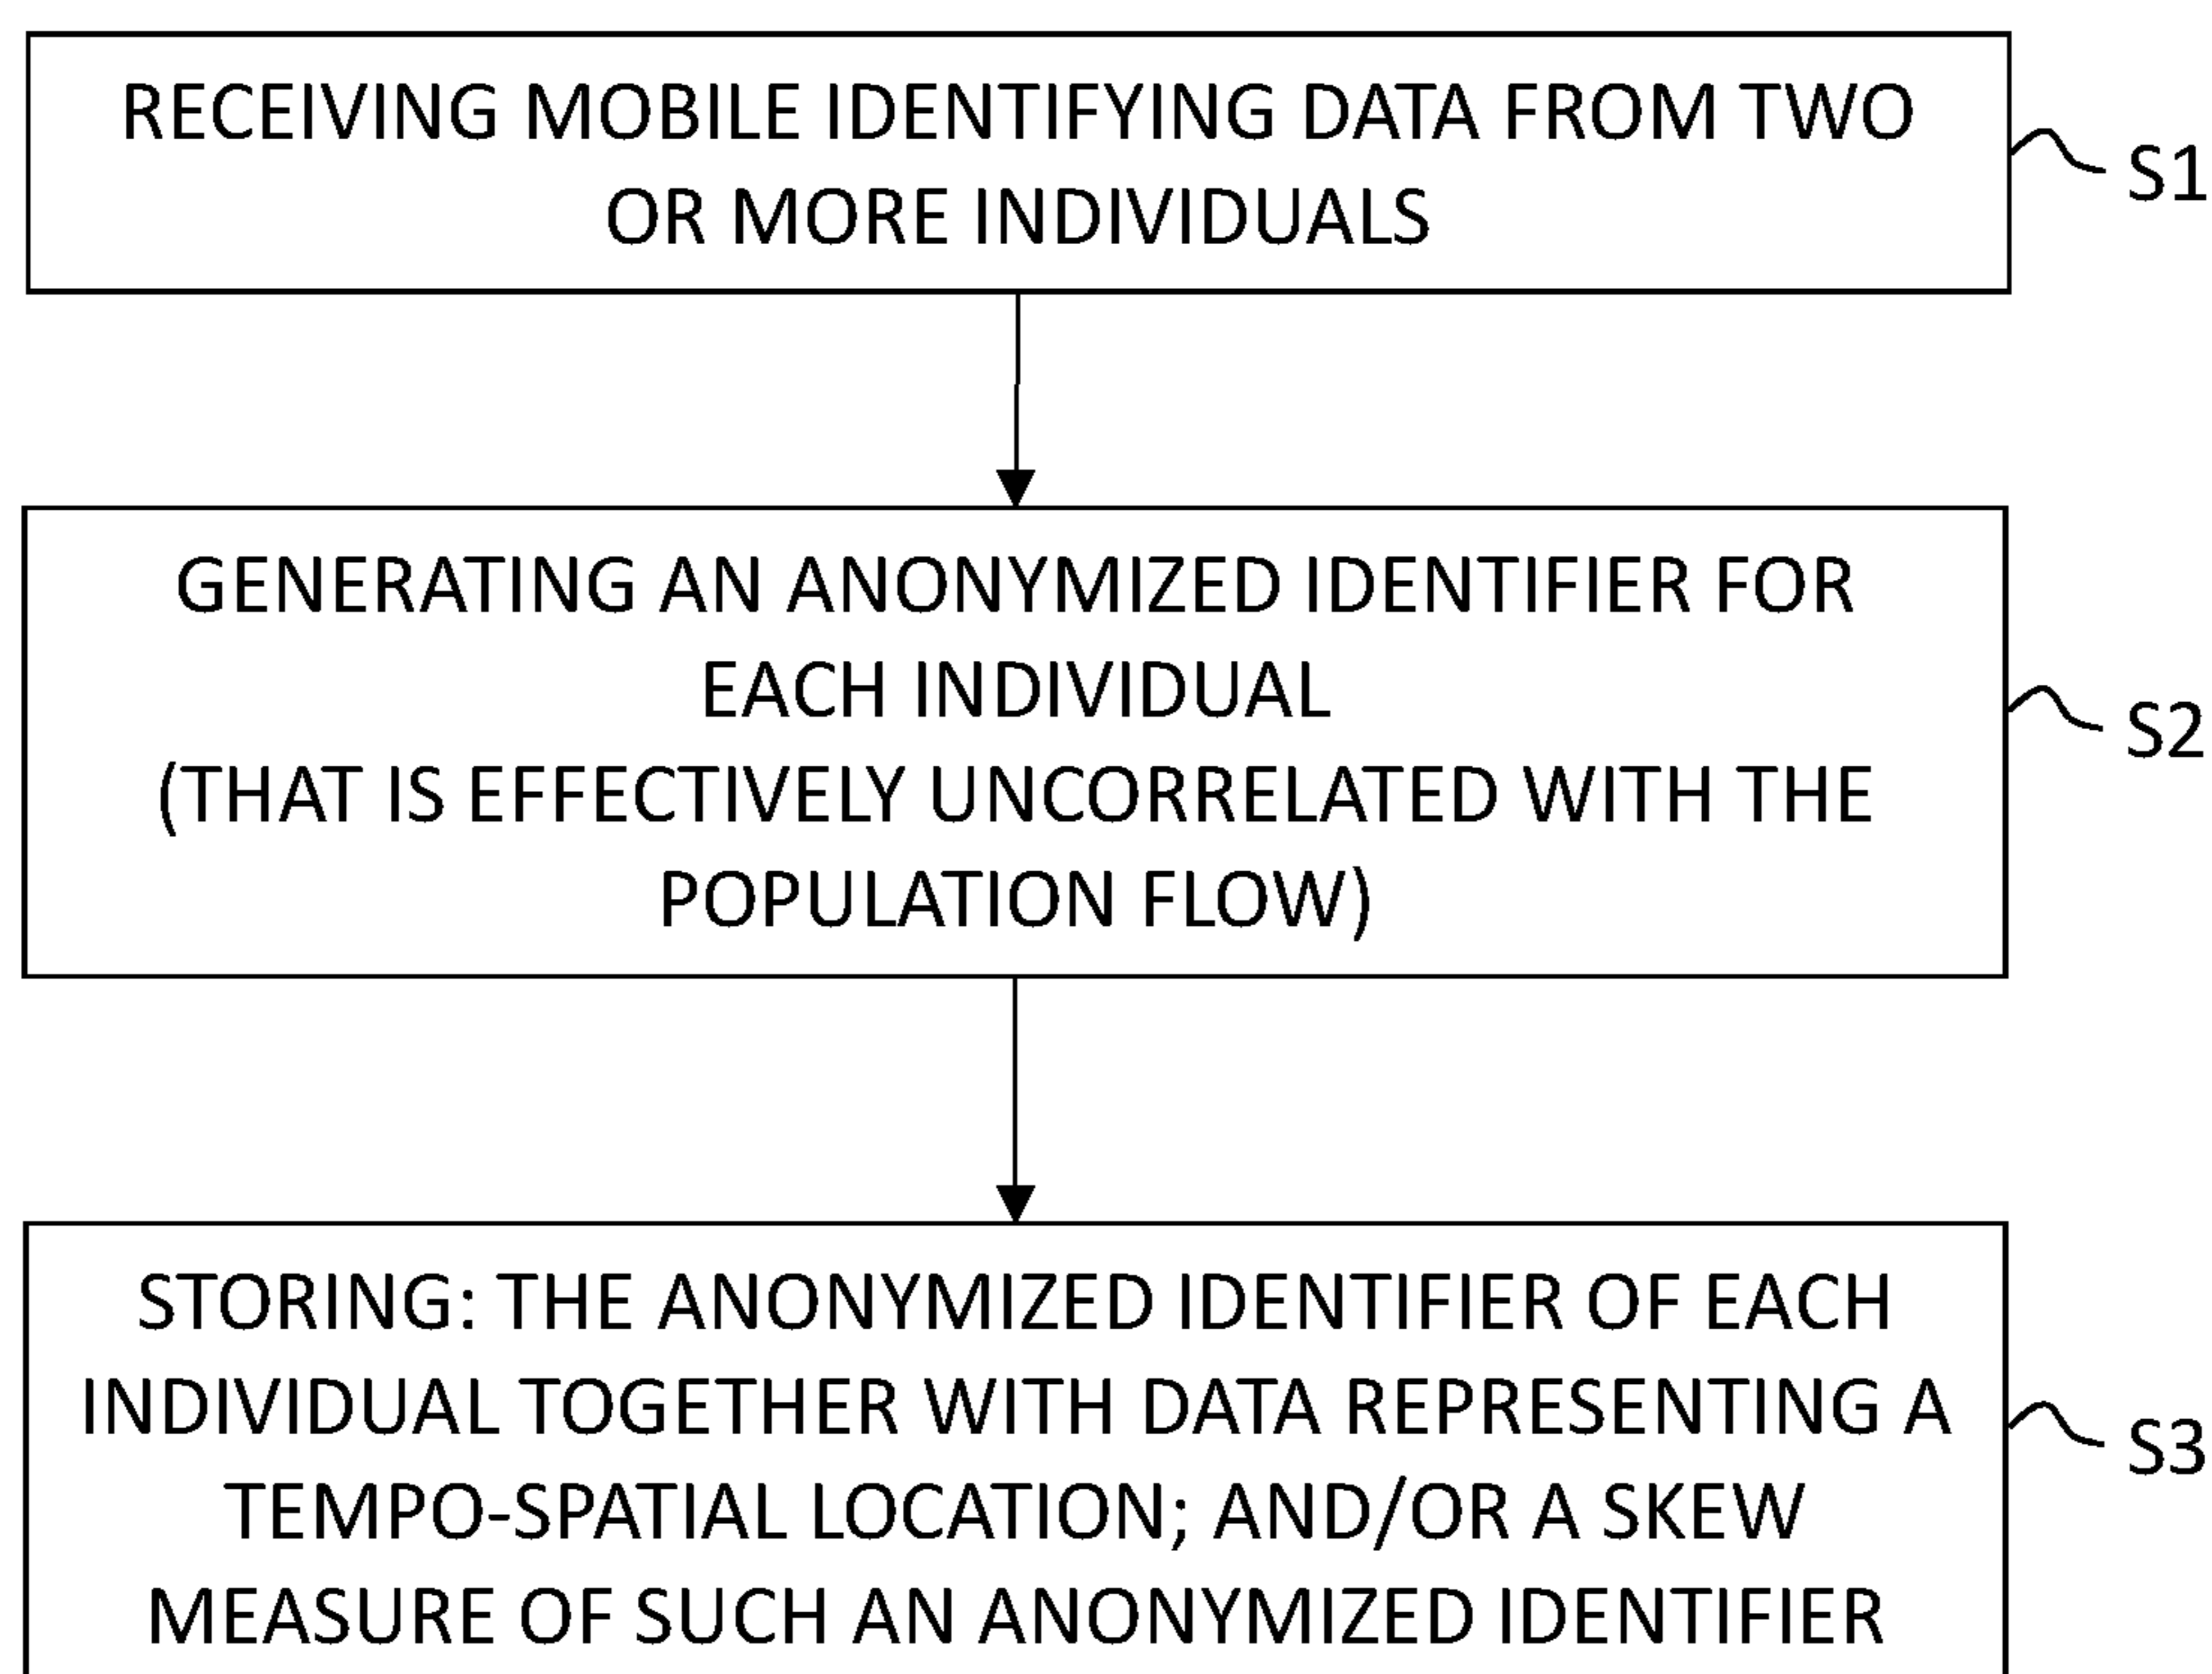 RECEIVING MOBILE IDENTIFYING DATA FROM TWO
OR MORE INDIVIDUALS
S1
GENERATING AN ANONYMIZED IDENTIFIER FOR
EACH INDIVIDUAL
(THAT IS EFFECTIVELY UNCORRELATED WITH THE
POPULATION FLOW)
S2
STORING: THE ANONYMIZED IDENTIFIER OF EACH
INDIVIDUAL TOGETHER WITH DATA REPRESENTING A
TEMPO-SPATIAL LOCATION; AND/OR A SKEW
MEASURE OF SUCH AN ANONYMIZED IDENTIFIER
S3